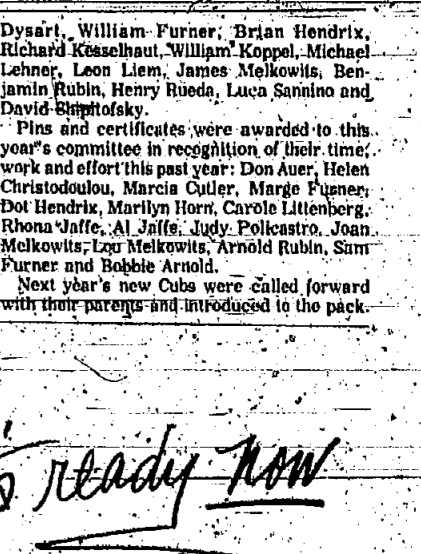 Dysart, William Furner, Brian Hendrix,
Richard Kesselhaut, William Koppel, Michael
Lehner, Leon Liem, James Melkowits, Ben-
jamin Rubin, Henry Rueda, Luca Sannino and
David Shipitofsky.
Pins and certificates were awarded to this
year's committee in recognition of their time,
work and effort this past year: Don Auer, Helen
Christodoulou, Marcia Cutler, Marge Furner,
Dot Hendrix, Marilyn Horn, Carole Littenberg,
Rhona Jaffe, Al Jaffe, Judy Policastro, Joan
Melkowits, Lou Melkowits, Arnold Rubin, Sam
Furner and Bobbie Arnold.
Next year's new Cubs were called forward
with their parents and introduced to the pack.
ready now